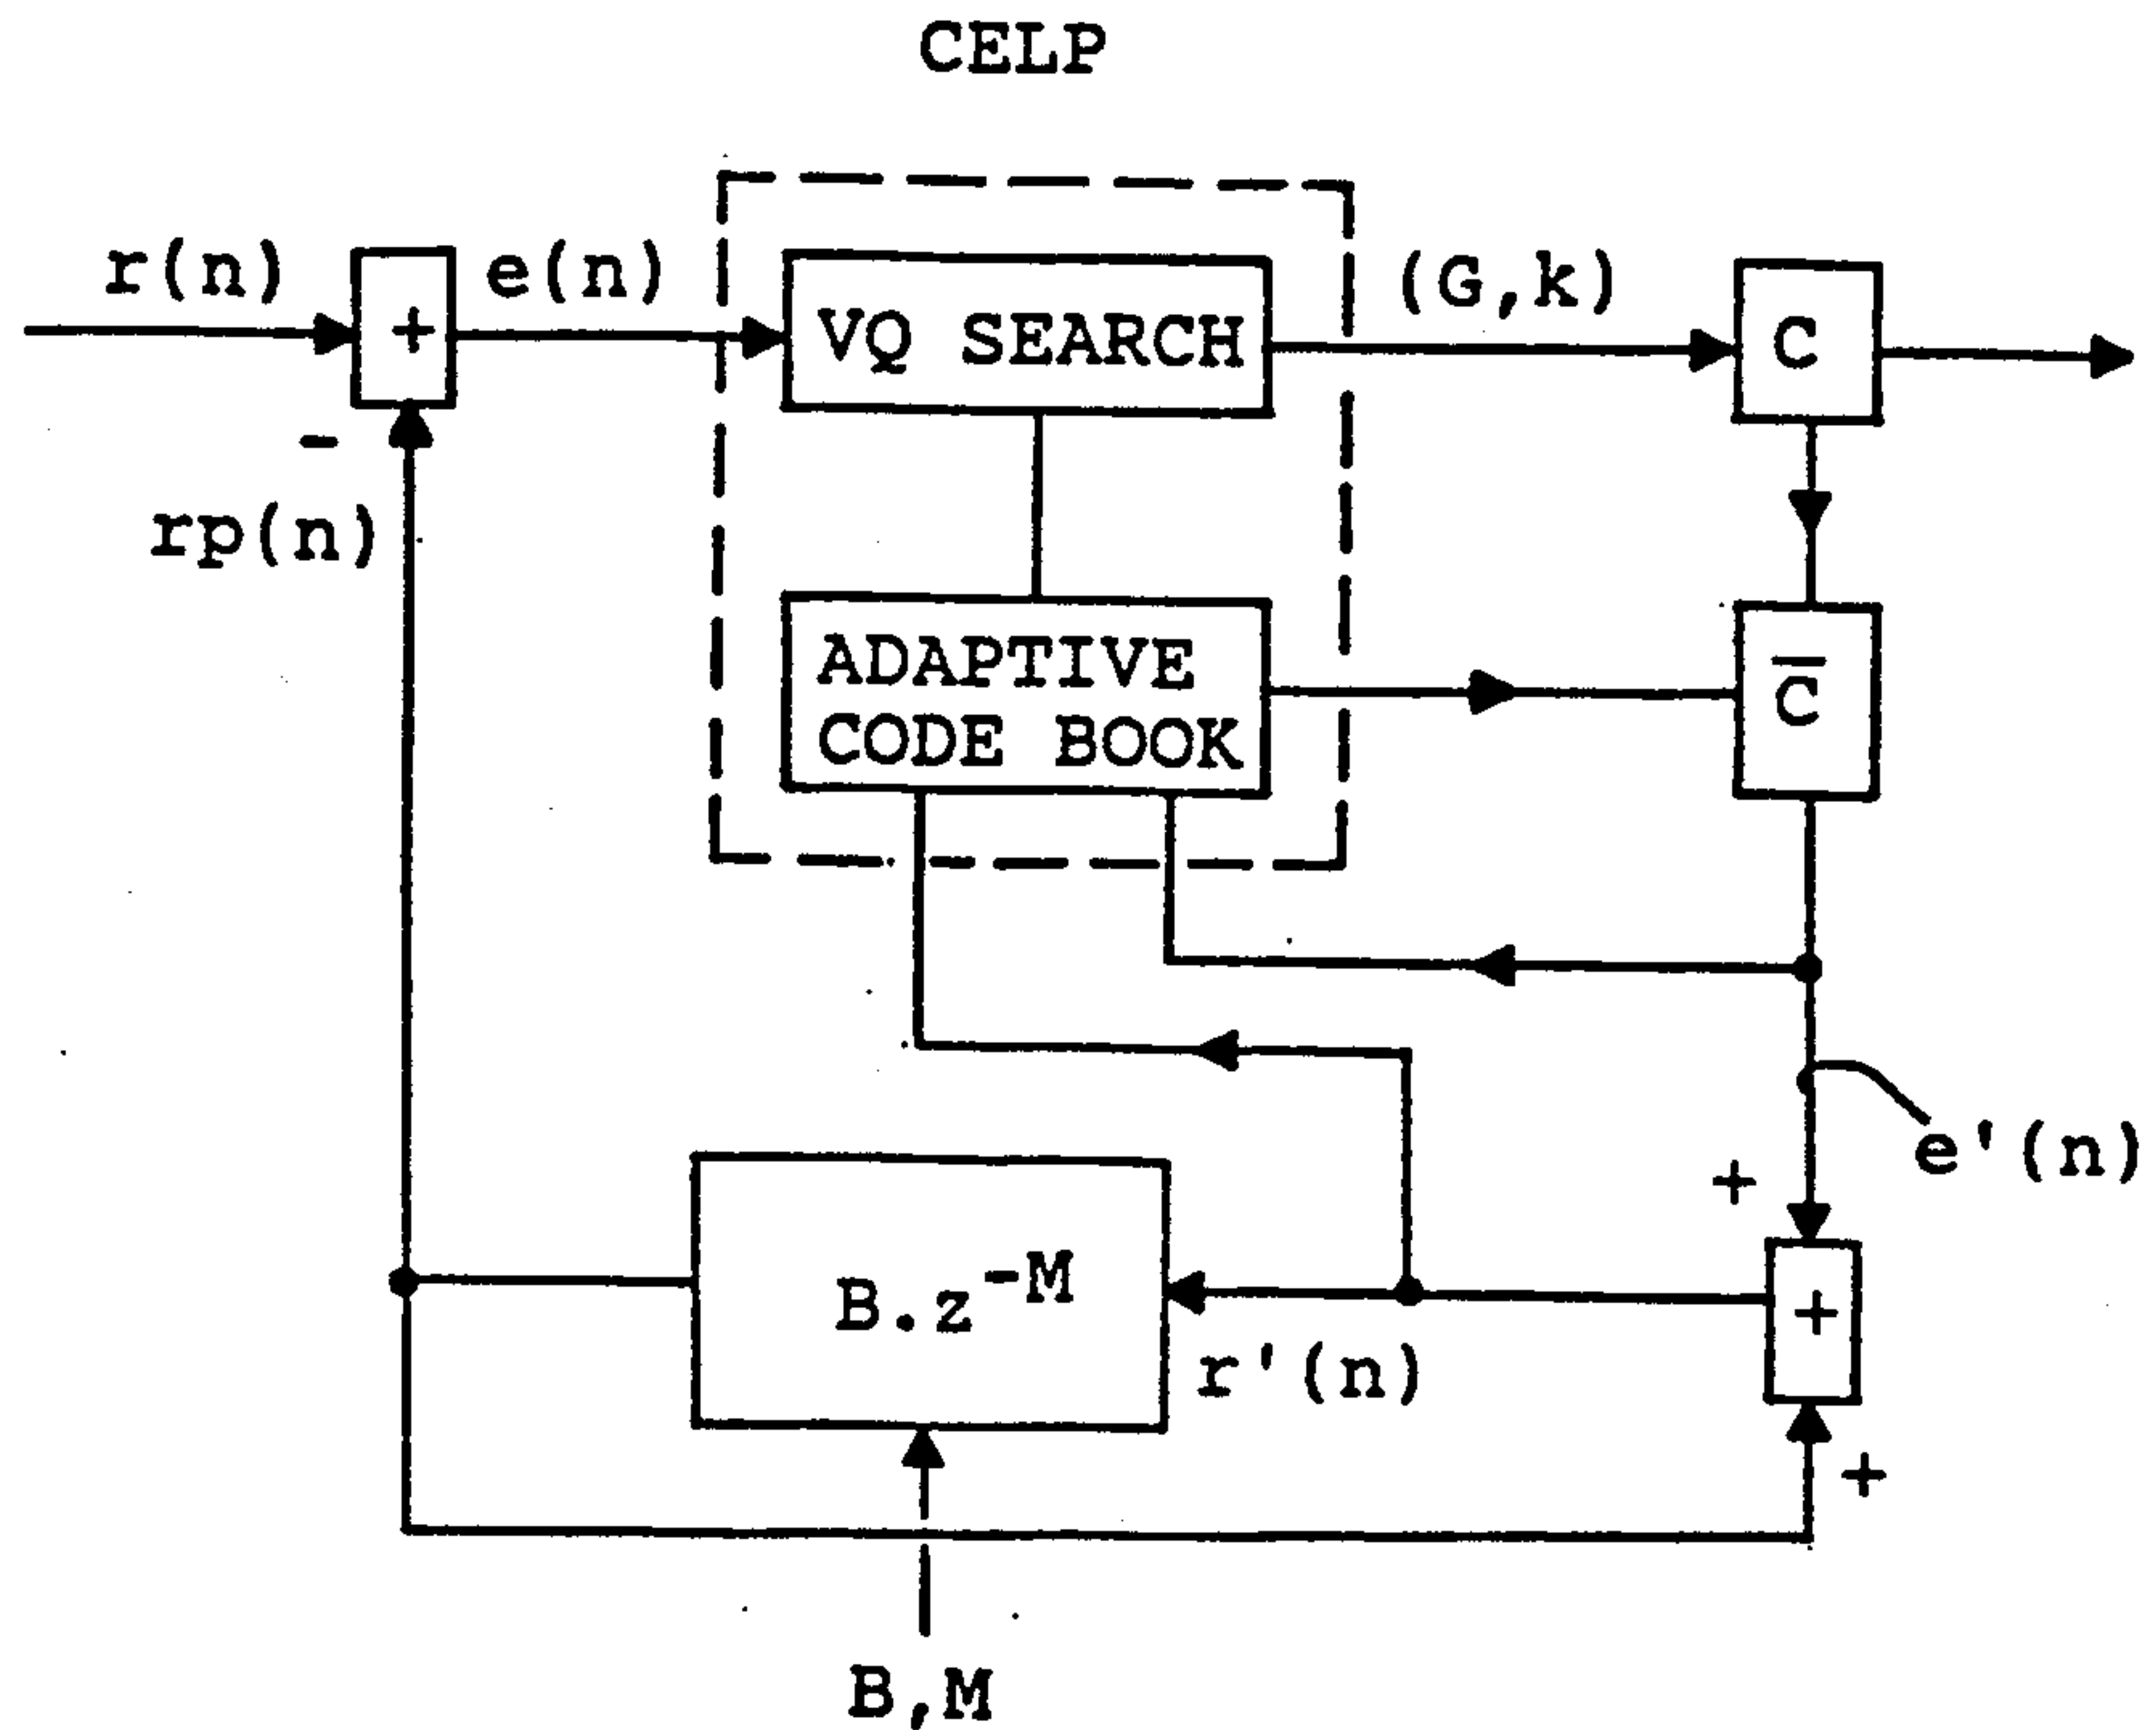 CELP
r(n)
+
e(n)
VQ SEARCH
(G,k)
C
-
rp(n)
ADAPTIVE
CODE BOOK
C̅
e'(n)
+
B.z^-M
r'(n)
+
+
B,M